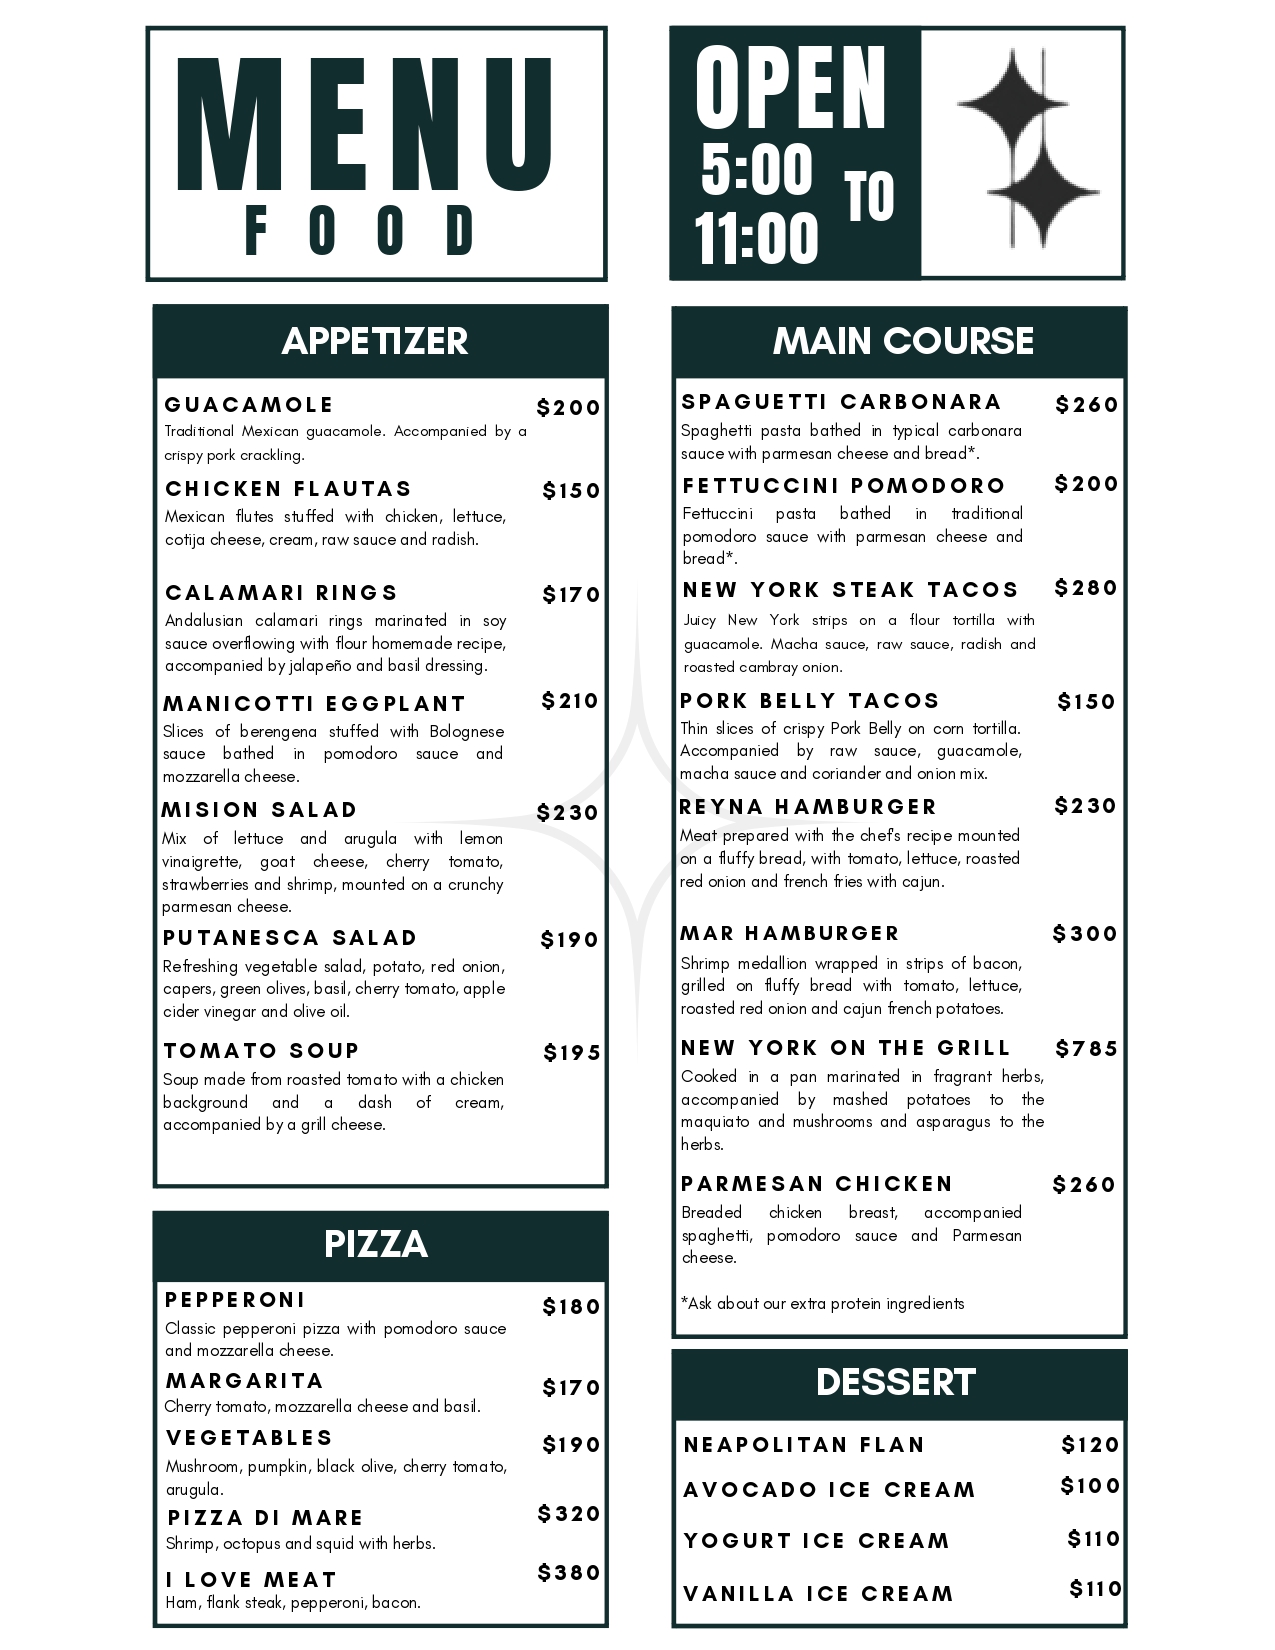 MENU
FOOD
OPEN
5:00
TO
11:00
APPETIZER
GUACAMOLE $200
Traditional Mexican guacamole. Accompanied by a
crispy pork crackling.
CHICKEN FLAUTAS $150
Mexican flutes stuffed with chicken, lettuce,
cotija cheese, cream, raw sauce and radish.
CALAMARI RINGS $170
Andalusian calamari rings marinated in soy
sauce overflowing with flour homemade recipe,
accompanied by jalapeño and basil dressing.
MANICOTTI EGGPLANT $210
Slices of berengena stuffed with Bolognese
sauce bathed in pomodoro sauce and
mozzarella cheese.
MISION SALAD $230
Mix of lettuce and arugula with lemon
vinaigrette, goat cheese, cherry tomato,
strawberries and shrimp, mounted on a crunchy
parmesan cheese.
PUTANESCA SALAD $190
Refreshing vegetable salad, potato, red onion,
capers, green olives, basil, cherry tomato, apple
cider vinegar and olive oil.
TOMATO SOUP $195
Soup made from roasted tomato with a chicken
background and a dash of cream,
accompanied by a grill cheese.
PIZZA
PEPPERONI $180
Classic pepperoni pizza with pomodoro sauce
and mozzarella cheese.
MARGARITA $170
Cherry tomato, mozzarella cheese and basil.
VEGETABLES $190
Mushroom, pumpkin, black olive, cherry tomato,
arugula.
PIZZA DI MARE $320
Shrimp, octopus and squid with herbs.
I LOVE MEAT $380
Ham, flank steak, pepperoni, bacon.
MAIN COURSE
SPAGUETTI CARBONARA $260
Spaghetti pasta bathed in typical carbonara
sauce with parmesan cheese and bread*.
FETTUCCINI POMODORO $200
Fettuccini pasta bathed in traditional
pomodoro sauce with parmesan cheese and
bread*.
NEW YORK STEAK TACOS $280
Juicy New York strips on a flour tortilla with
guacamole. Macha sauce, raw sauce, radish and
roasted cambray onion.
PORK BELLY TACOS $150
Thin slices of crispy Pork Belly on corn tortilla.
Accompanied by raw sauce, guacamole,
macha sauce and coriander and onion mix.
REYNA HAMBURGER $230
Meat prepared with the chef's recipe mounted
on a fluffy bread, with tomato, lettuce, roasted
red onion and french fries with cajun.
MAR HAMBURGER $300
Shrimp medallion wrapped in strips of bacon,
grilled on fluffy bread with tomato, lettuce,
roasted red onion and cajun french potatoes.
NEW YORK ON THE GRILL $785
Cooked in a pan marinated in fragrant herbs,
accompanied by mashed potatoes to the
maquiato and mushrooms and asparagus to the
herbs.
PARMESAN CHICKEN $260
Breaded chicken breast, accompanied
spaghetti, pomodoro sauce and Parmesan
cheese.
*Ask about our extra protein ingredients
DESSERT
NEAPOLITAN FLAN $120
AVOCADO ICE CREAM $100
YOGURT ICE CREAM $110
VANILLA ICE CREAM $110